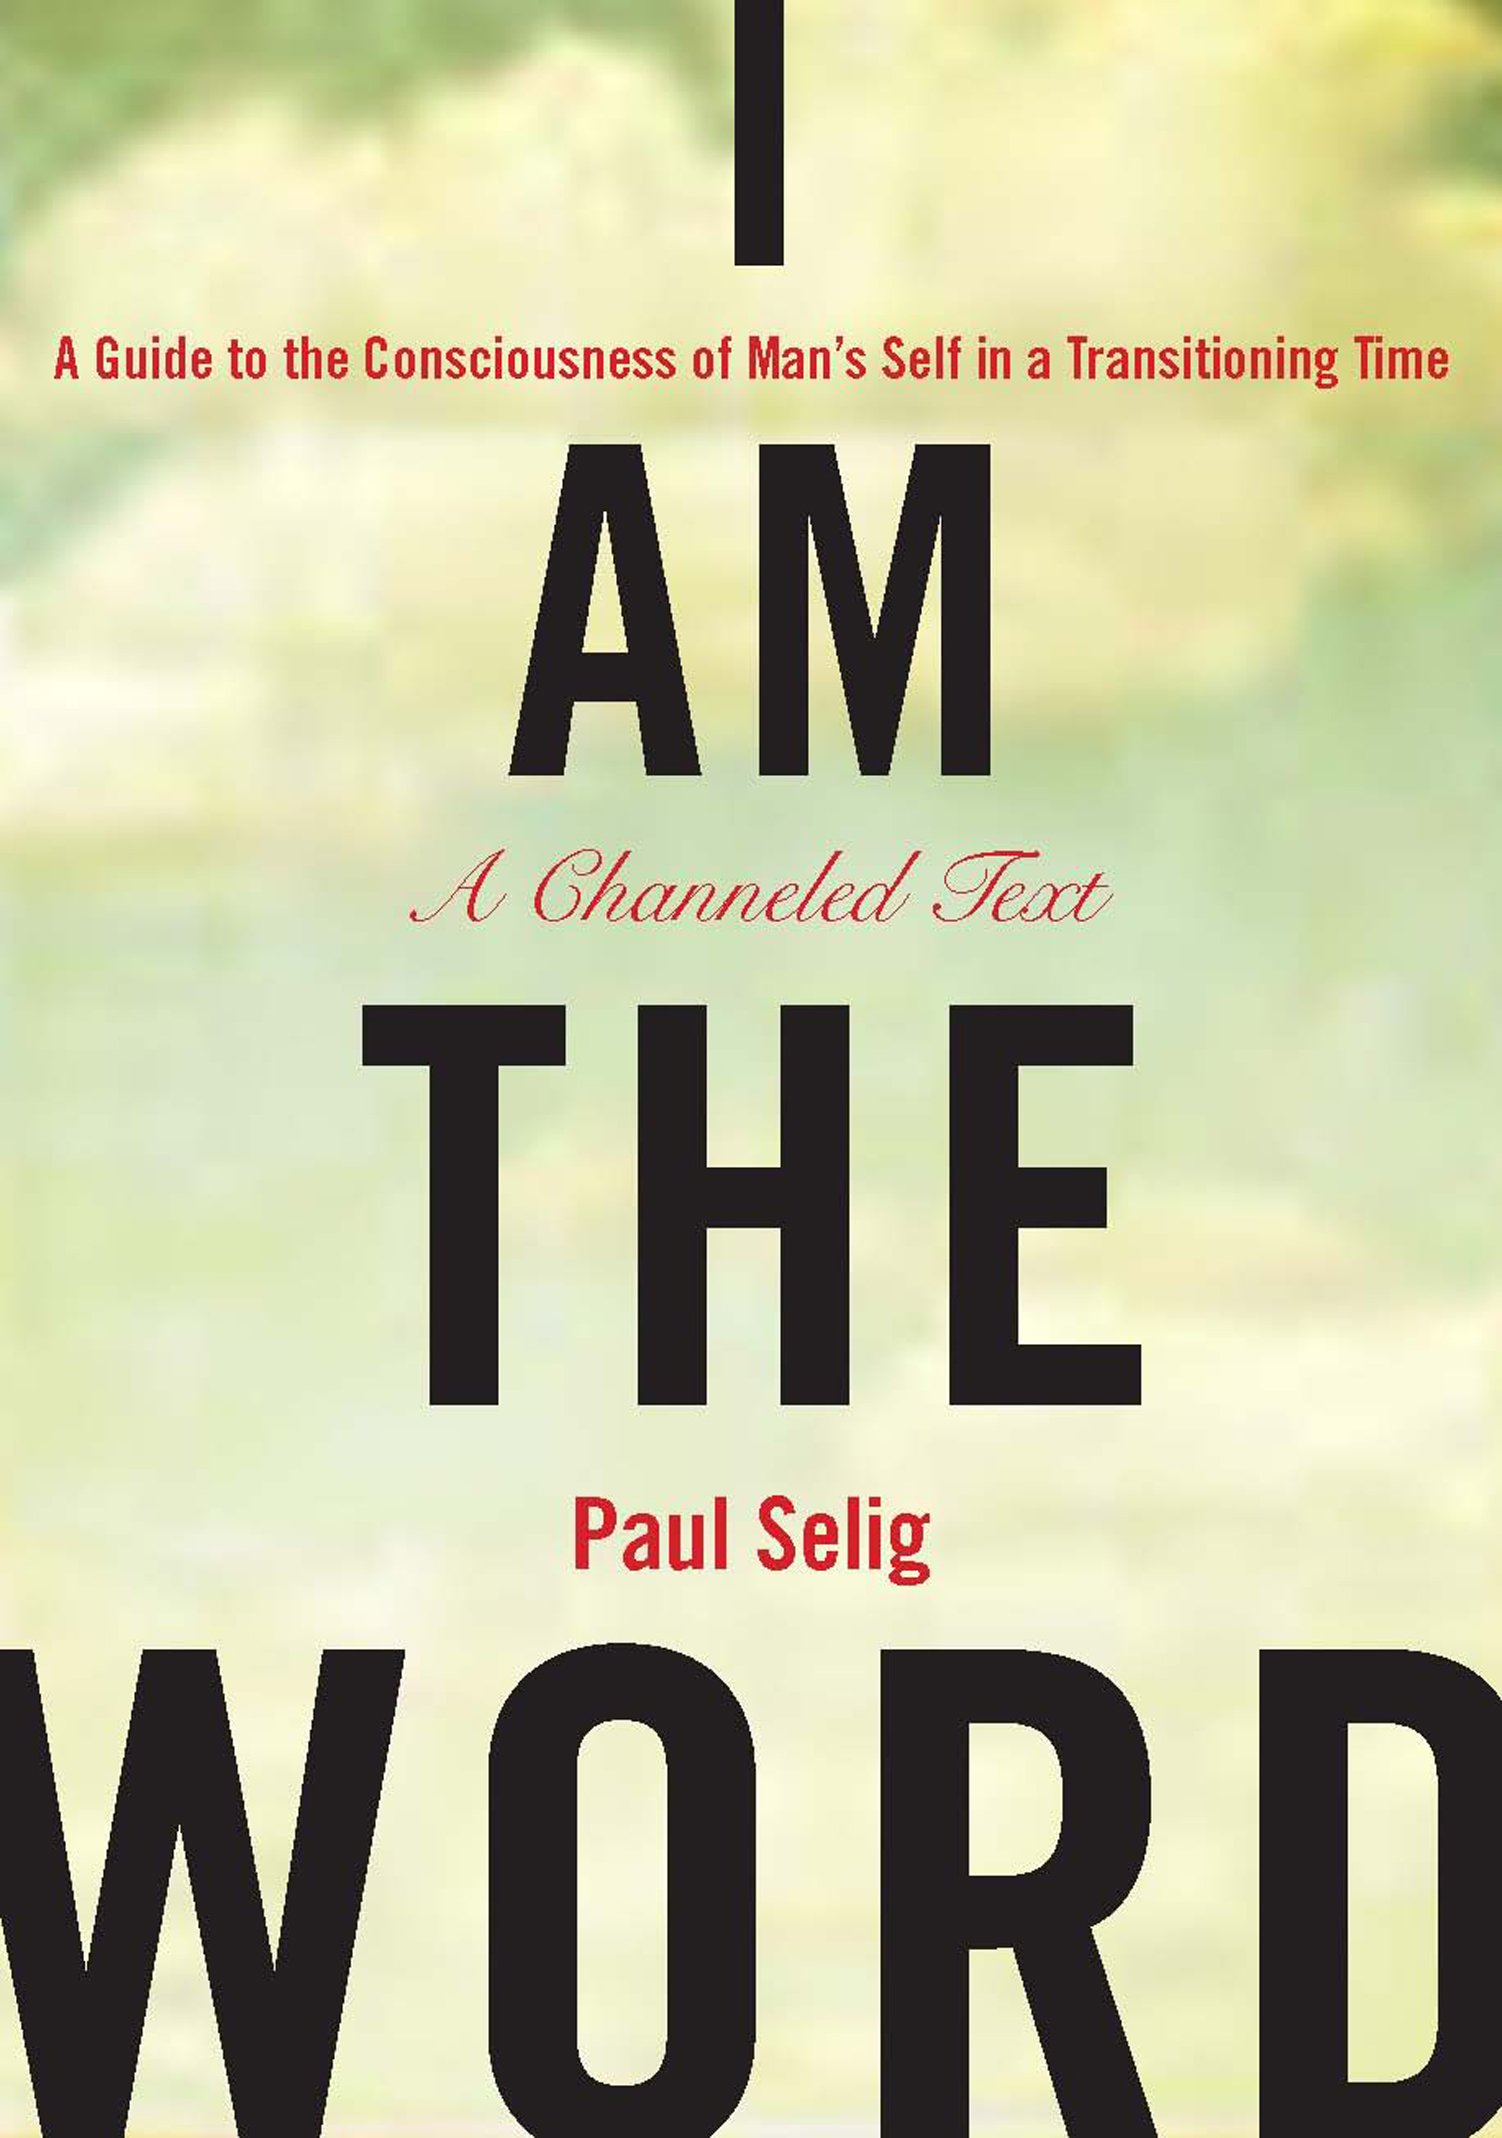 I
A Guide to the Consciousness of Man's Self in a Transitioning Time
AM
A Channeled Text
THE
Paul Selig
WORD